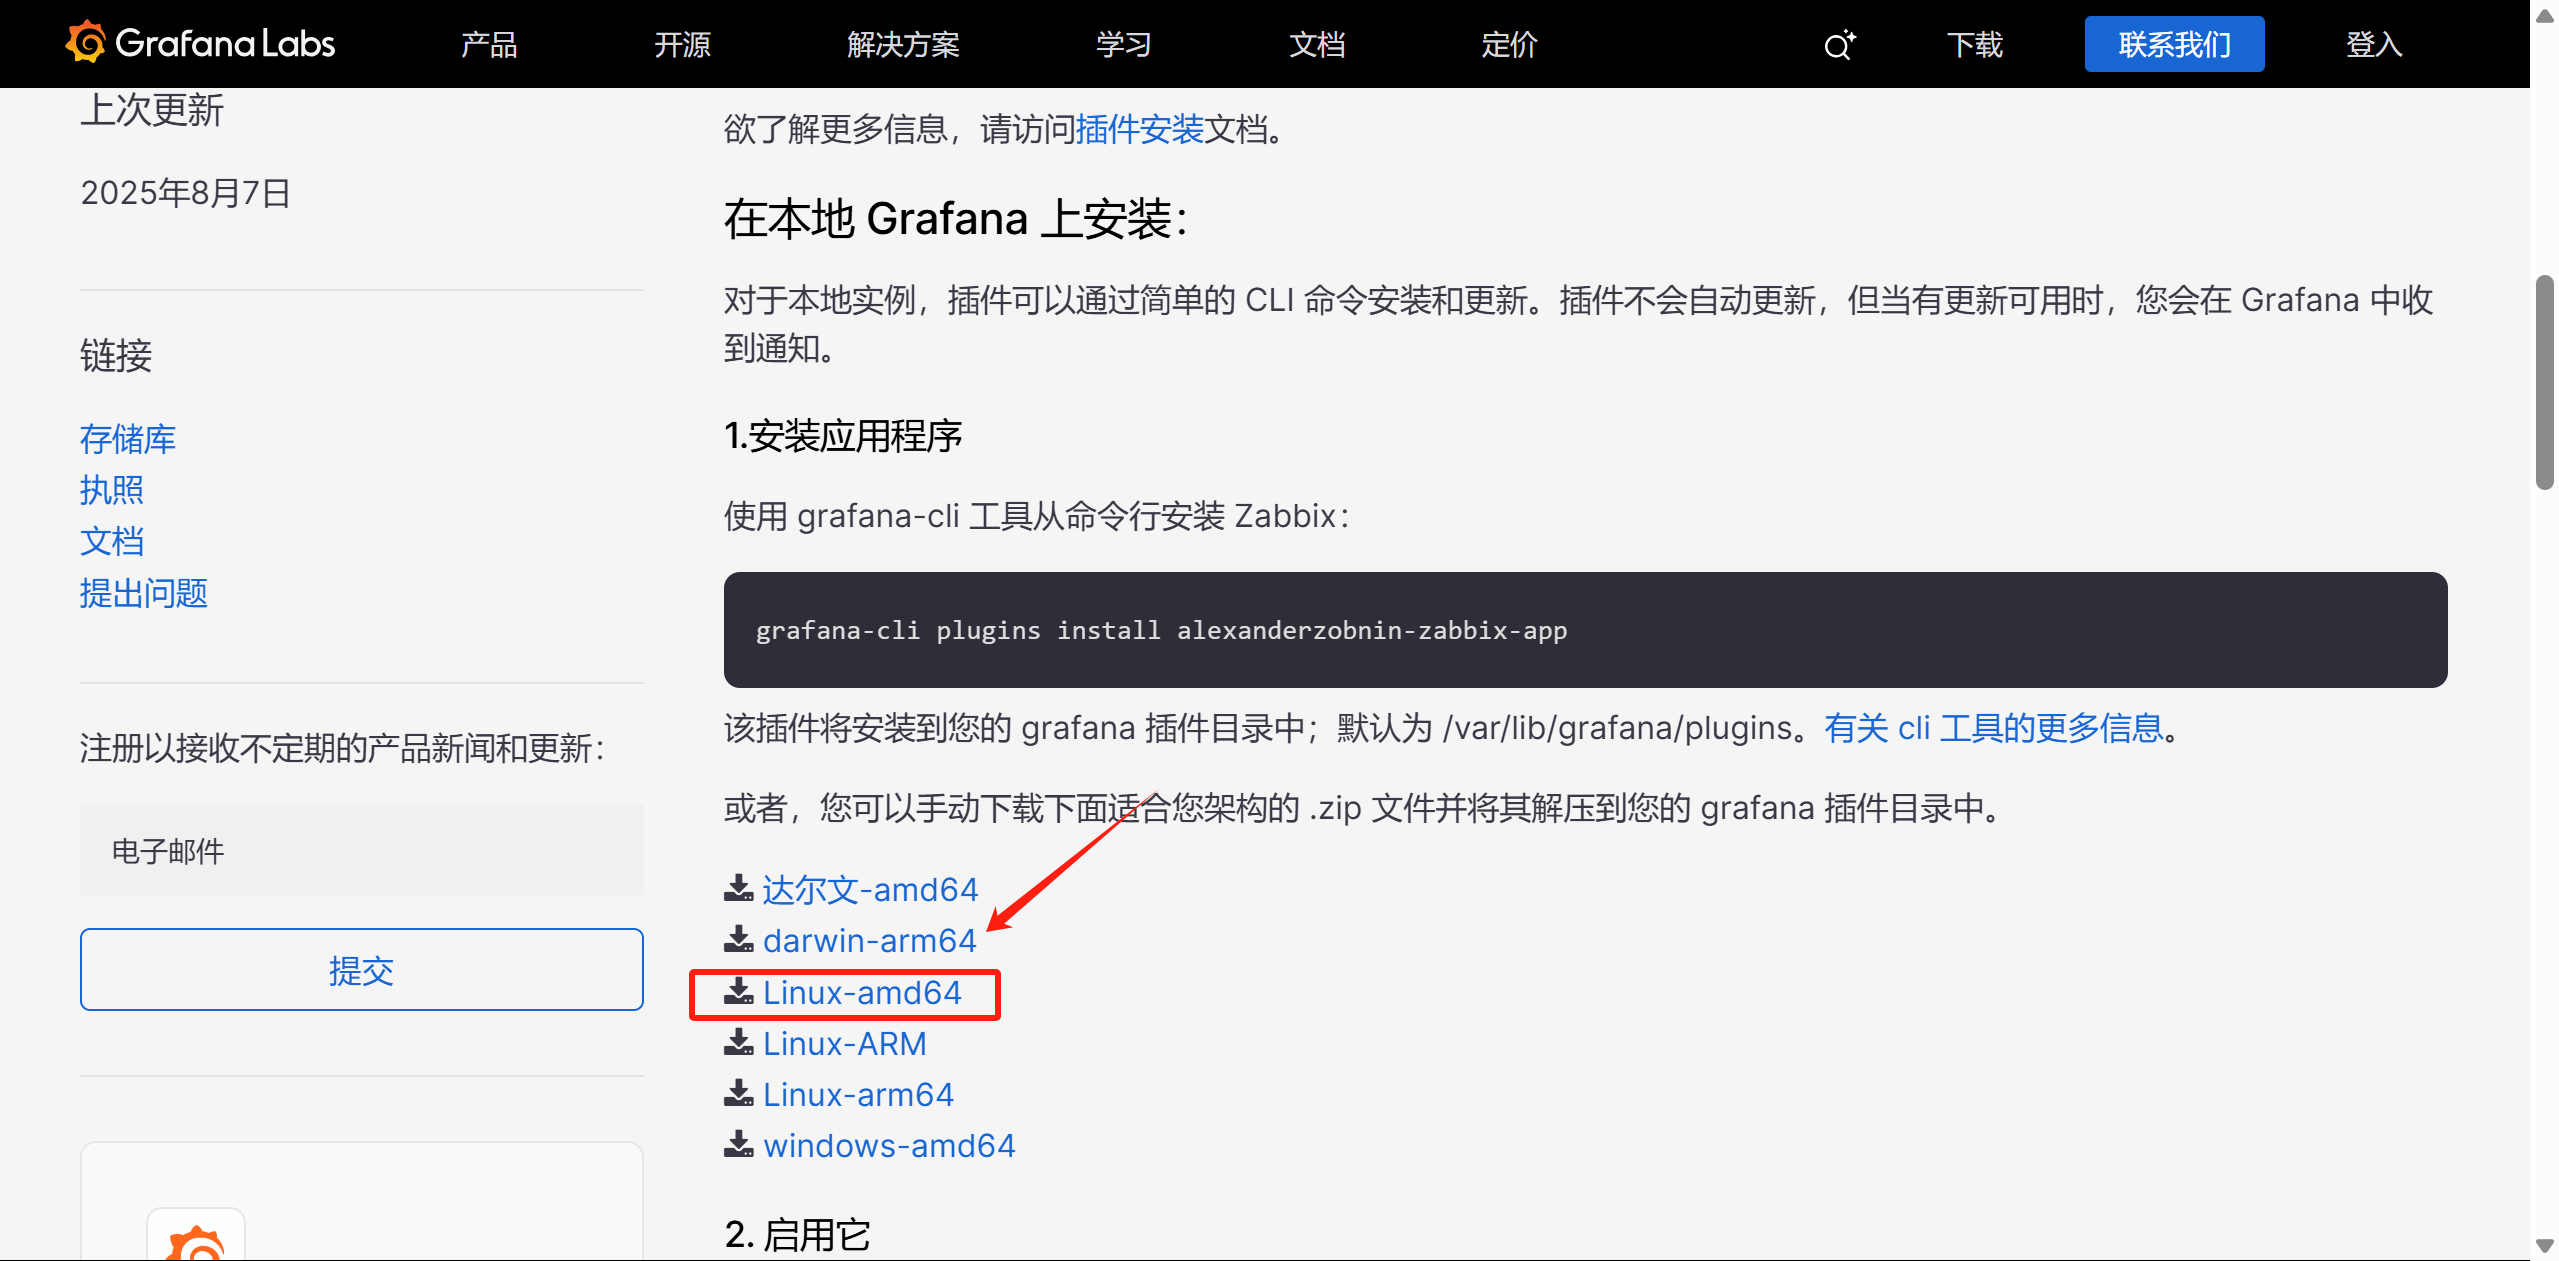 Grafana Labs
产品
开源
解决方案
学习
文档
定价
下载
联系我们
登入
上次更新
2025年8月7日
链接
存储库
执照
文档
提出问题
注册以接收不定期的产品新闻和更新：
电子邮件
提交
欲了解更多信息，请访问插件安装文档。
在本地 Grafana 上安装：
对于本地实例，插件可以通过简单的 CLI 命令安装和更新。插件不会自动更新，但当有更新可用时，您会在 Grafana 中收
到通知。
1.安装应用程序
使用 grafana-cli 工具从命令行安装 Zabbix：
grafana-cli plugins install alexanderzobnin-zabbix-app
该插件将安装到您的 grafana 插件目录中；默认为 /var/lib/grafana/plugins。有关 cli 工具的更多信息。
或者，您可以手动下载下面适合您架构的 .zip 文件并将其解压到您的 grafana 插件目录中。
达尔文-amd64
darwin-arm64
Linux-amd64
Linux-ARM
Linux-arm64
windows-amd64
2. 启用它